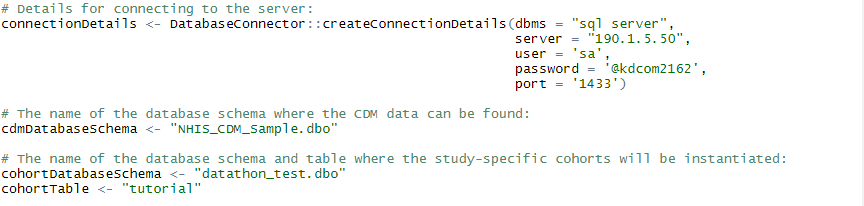 # Details for connecting to the server:
connectionDetails <- DatabaseConnector::createConnectionDetails(dbms = "sql server",
server = "190.1.5.50",
user = 'sa',
password = '@kdcom2162',
port = '1433')
# The name of the database schema where the CDM data can be found:
cdmDatabaseSchema <- "NHIS_CDM_Sample.dbo"
# The name of the database schema and table where the study-specific cohorts will be instantiated:
cohortDatabaseSchema <- "datathon_test.dbo"
cohortTable <- "tutorial"